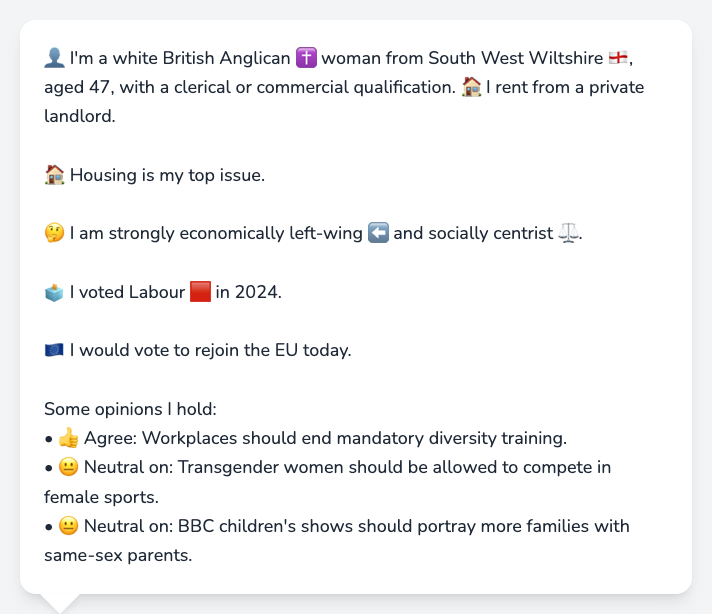 👤 I'm a white British Anglican ✝️ woman from South West Wiltshire 🏴󠁧󠁢󠁥󠁮󠁧󠁿,
aged 47, with a clerical or commercial qualification. 🏠 I rent from a private
landlord.
🏠 Housing is my top issue.
🤔 I am strongly economically left-wing ⬅️ and socially centrist ⚖️.
🗳️ I voted Labour 🟥 in 2024.
🇪🇺 I would vote to rejoin the EU today.
Some opinions I hold:
• 👍 Agree: Workplaces should end mandatory diversity training.
• 😐 Neutral on: Transgender women should be allowed to compete in
female sports.
• 😐 Neutral on: BBC children's shows should portray more families with
same-sex parents.